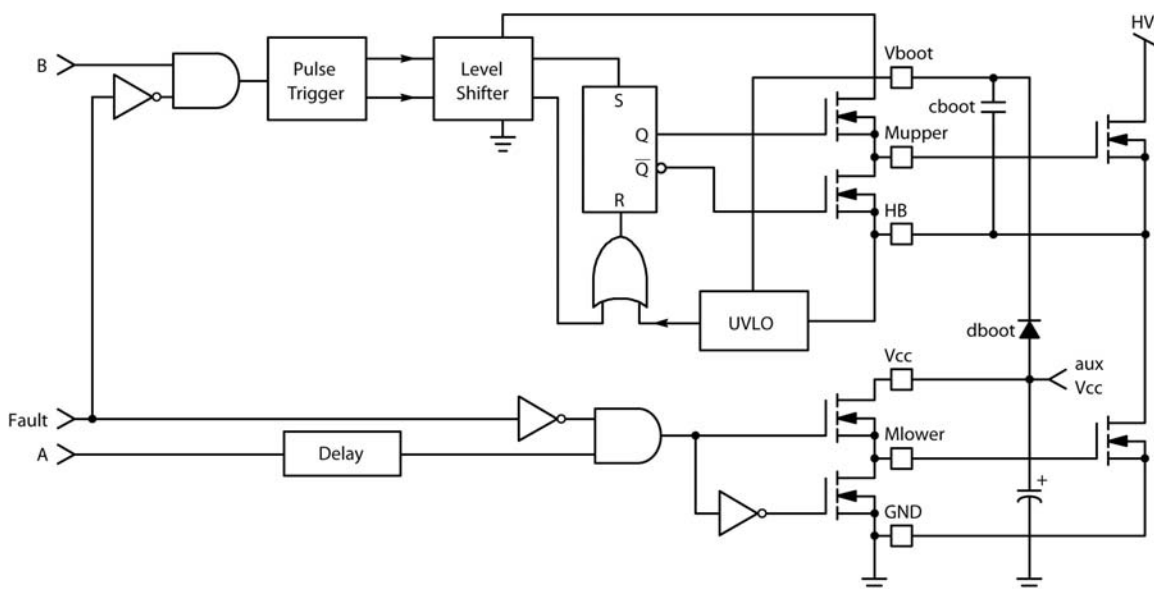 HV
B
Pulse
Trigger
Level
Shifter
Vboot
cboot
S
Q
Q̅
R
Mupper
HB
UVLO
dboot
Vcc
aux
Vcc
Fault
A
Delay
Mlower
+
GND